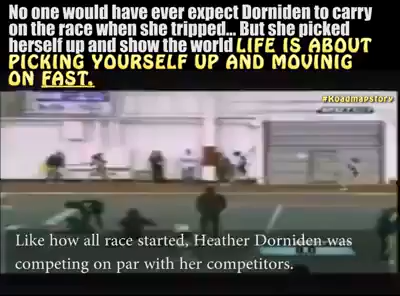 No one would have ever expect Dorniden to carry
on the race when she tripped... But she picked
herself up and show the world LIFE IS ABOUT
PICKING YOURSELF UP AND MOVINIG
ON FAST.
#Roadmapstory
Like how all race started, Heather Dorniden was
competing on par with her competitors.